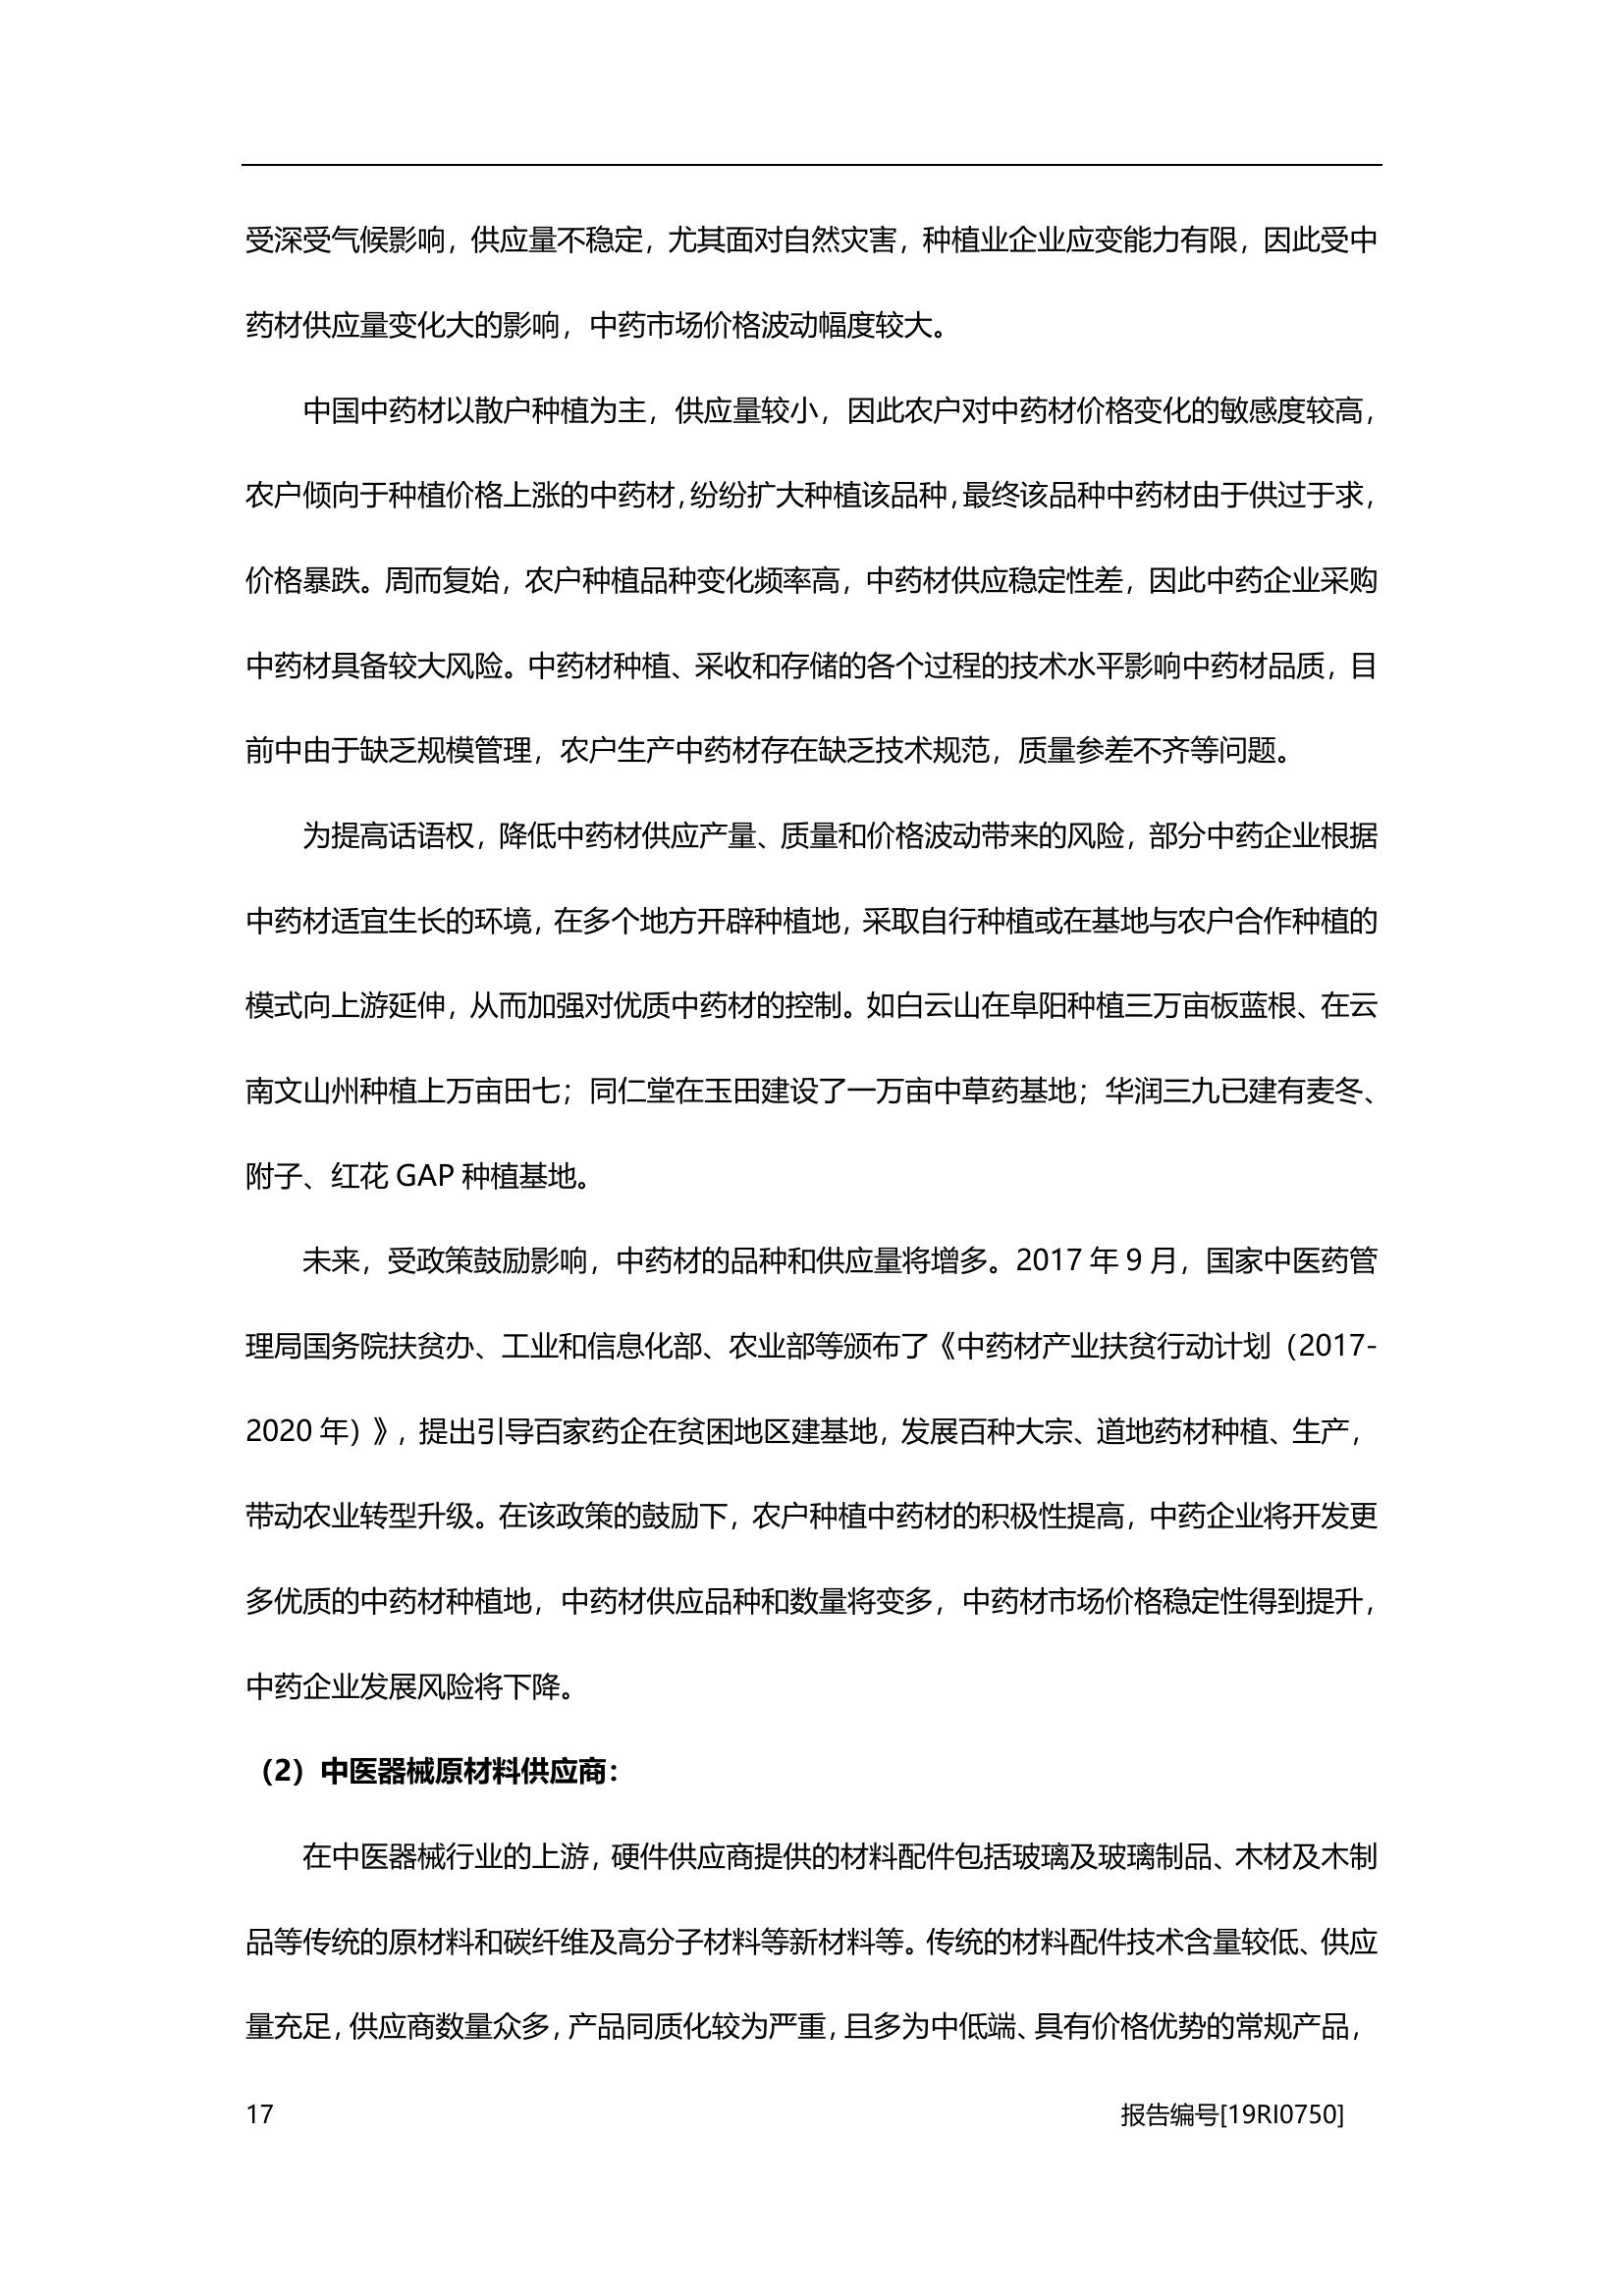 受深受气候影响，供应量不稳定，尤其面对自然灾害，种植业企业应变能力有限，因此受中
药材供应量变化大的影响，中药市场价格波动幅度较大。
中国中药材以散户种植为主，供应量较小，因此农户对中药材价格变化的敏感度较高，
农户倾向于种植价格上涨的中药材，纷纷扩大种植该品种，最终该品种中药材由于供过于求，
价格暴跌。周而复始，农户种植品种变化频率高，中药材供应稳定性差，因此中药企业采购
中药材具备较大风险。中药材种植、采收和存储的各个过程的技术水平影响中药材品质，目
前中由于缺乏规模管理，农户生产中药材存在缺乏技术规范，质量参差不齐等问题。
为提高话语权，降低中药材供应产量、质量和价格波动带来的风险，部分中药企业根据
中药材适宜生长的环境，在多个地方开辟种植地，采取自行种植或在基地与农户合作种植的
模式向上游延伸，从而加强对优质中药材的控制。如白云山在阜阳种植三万亩板蓝根、在云
南文山州种植上万亩田七；同仁堂在玉田建设了一万亩中草药基地；华润三九已建有麦冬、
附子、红花 GAP 种植基地。
未来，受政策鼓励影响，中药材的品种和供应量将增多。2017 年 9 月，国家中医药管
理局国务院扶贫办、工业和信息化部、农业部等颁布了《中药材产业扶贫行动计划（2017-
2020 年）》，提出引导百家药企在贫困地区建基地，发展百种大宗、道地药材种植、生产，
带动农业转型升级。在该政策的鼓励下，农户种植中药材的积极性提高，中药企业将开发更
多优质的中药材种植地，中药材供应品种和数量将变多，中药材市场价格稳定性得到提升，
中药企业发展风险将下降。
（2）中医器械原材料供应商：
在中医器械行业的上游，硬件供应商提供的材料配件包括玻璃及玻璃制品、木材及木制
品等传统的原材料和碳纤维及高分子材料等新材料等。传统的材料配件技术含量较低、供应
量充足，供应商数量众多，产品同质化较为严重，且多为中低端、具有价格优势的常规产品，
17 报告编号[19RI0750]